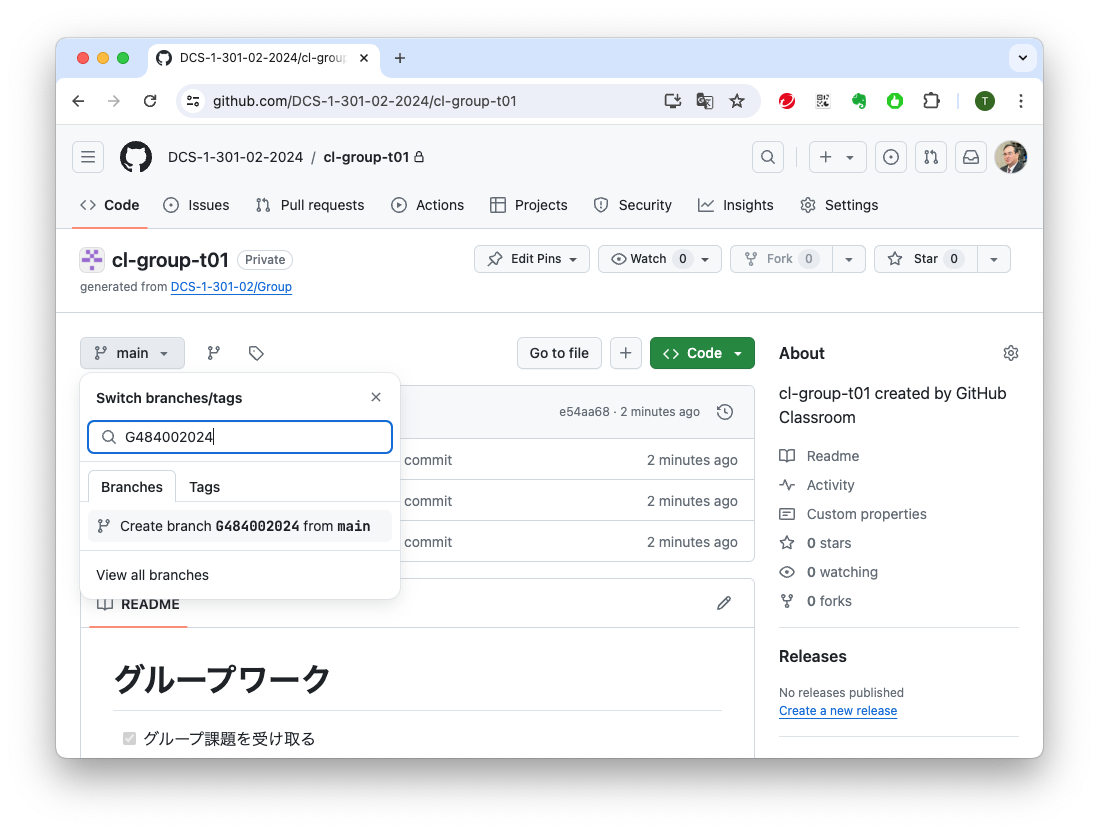 DCS-1-301-02-2024/cl-grou
github.com/DCS-1-301-02-2024/cl-group-t01
T
DCS-1-301-02-2024 / cl-group-t01
Code Issues Pull requests Actions Projects Security Insights Settings
cl-group-t01 Private
Edit Pins Watch 0 Fork 0 Star 0
generated from DCS-1-301-02/Group
main
Go to file
Code
About
Switch branches/tags
cl-group-t01 created by GitHub
Classroom
e54aa68 · 2 minutes ago
G484002024
commit 2 minutes ago
Readme
Branches Tags
Activity
commit 2 minutes ago
Custom properties
Create branch G484002024 from main
commit 2 minutes ago
0 stars
View all branches
0 watching
README
0 forks
Releases
グループワーク
No releases published
Create a new release
グループ課題を受け取る